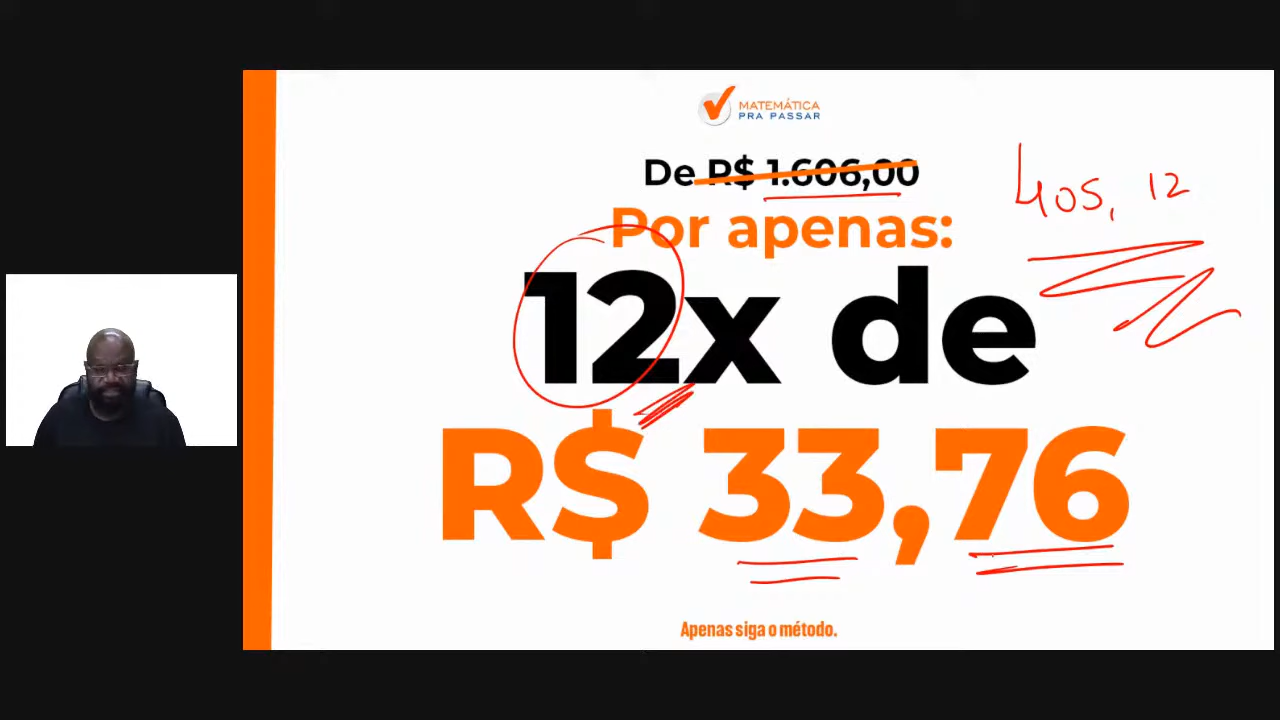 MATEMÁTICA
PRA PASSAR
De R$ 1.606,00
405, 12
Por apenas:
12x de
R$ 33,76
Apenas siga o método.